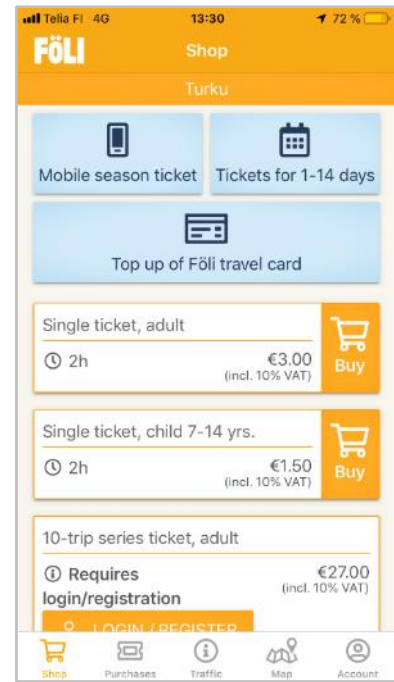 Telia FI 4G 13:30 72 %
FÖLI Shop
Turku
Mobile season ticket Tickets for 1-14 days
Top up of Föli travel card
Single ticket, adult
2h €3.00
(incl. 10% VAT)
Buy
Single ticket, child 7-14 yrs.
2h €1.50
(incl. 10% VAT)
Buy
10-trip series ticket, adult
Requires €27.00
login/registration (incl. 10% VAT)
LOGIN / REGISTER
Shop Purchases Traffic Map Account